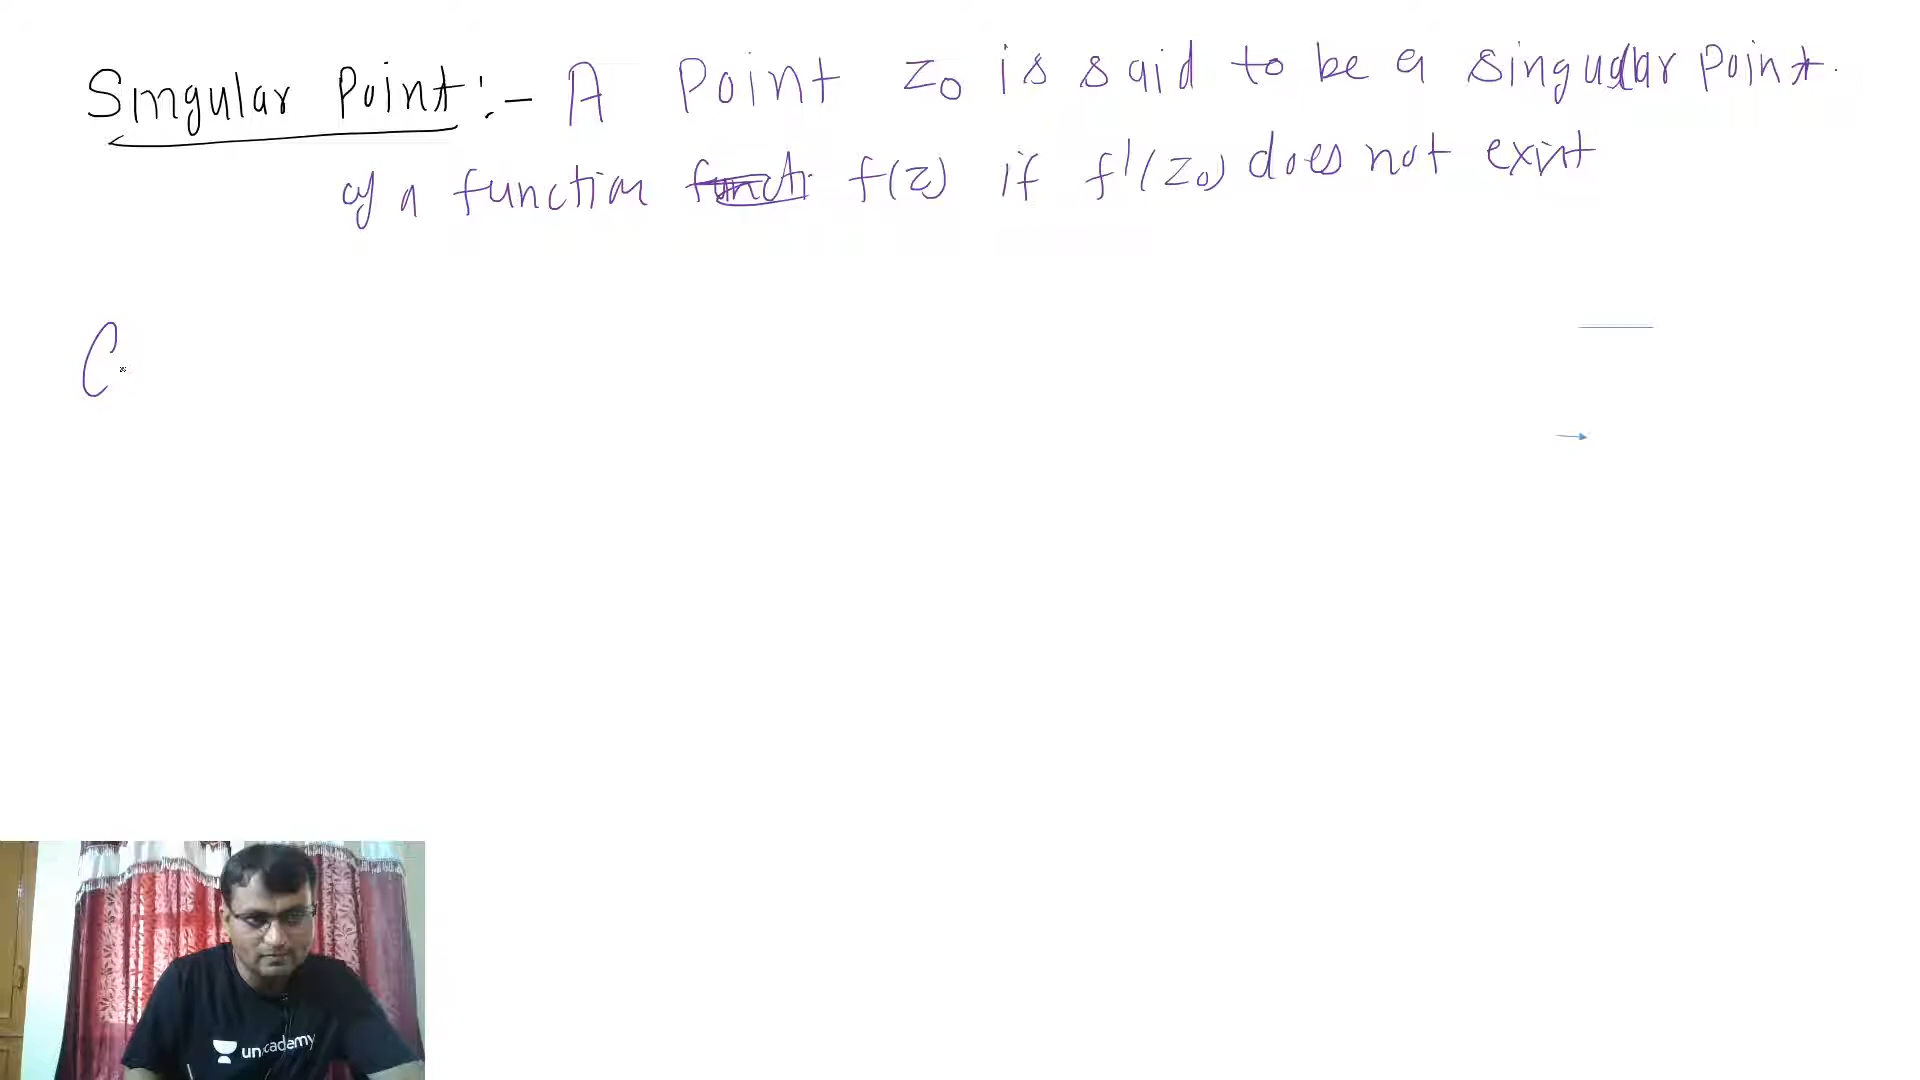 Singular Point :- A Point z₀ is said to be a singular point.
of a function f(z) if f'(z₀) does not exist
C
unacademy